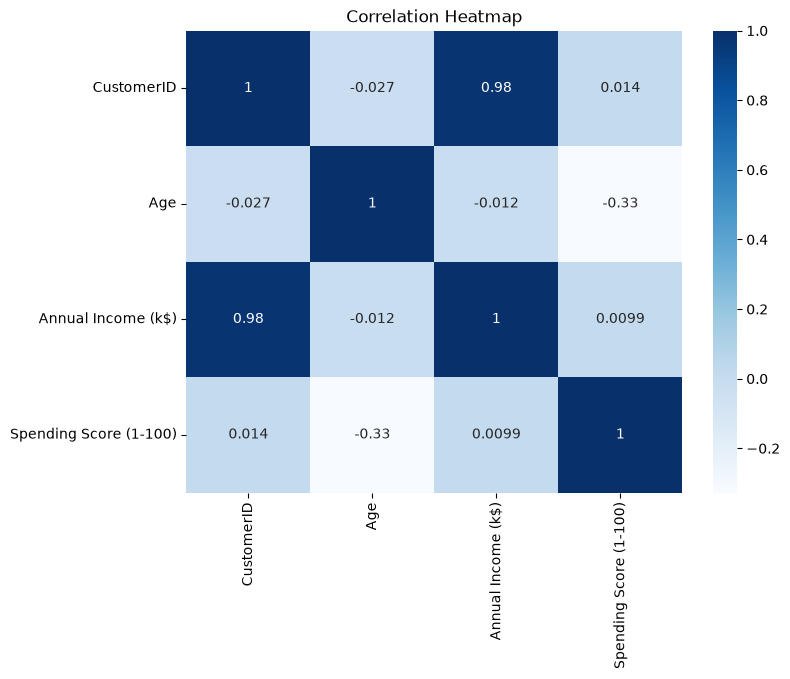 Correlation Heatmap
CustomerID 1 -0.027 0.98 0.014
Age -0.027 1 -0.012 -0.33
Annual Income (k$) 0.98 -0.012 1 0.0099
Spending Score (1-100) 0.014 -0.33 0.0099 1
CustomerID
Age
Annual Income (k$)
Spending Score (1-100)
1.0
0.8
0.6
0.4
0.2
0.0
−0.2